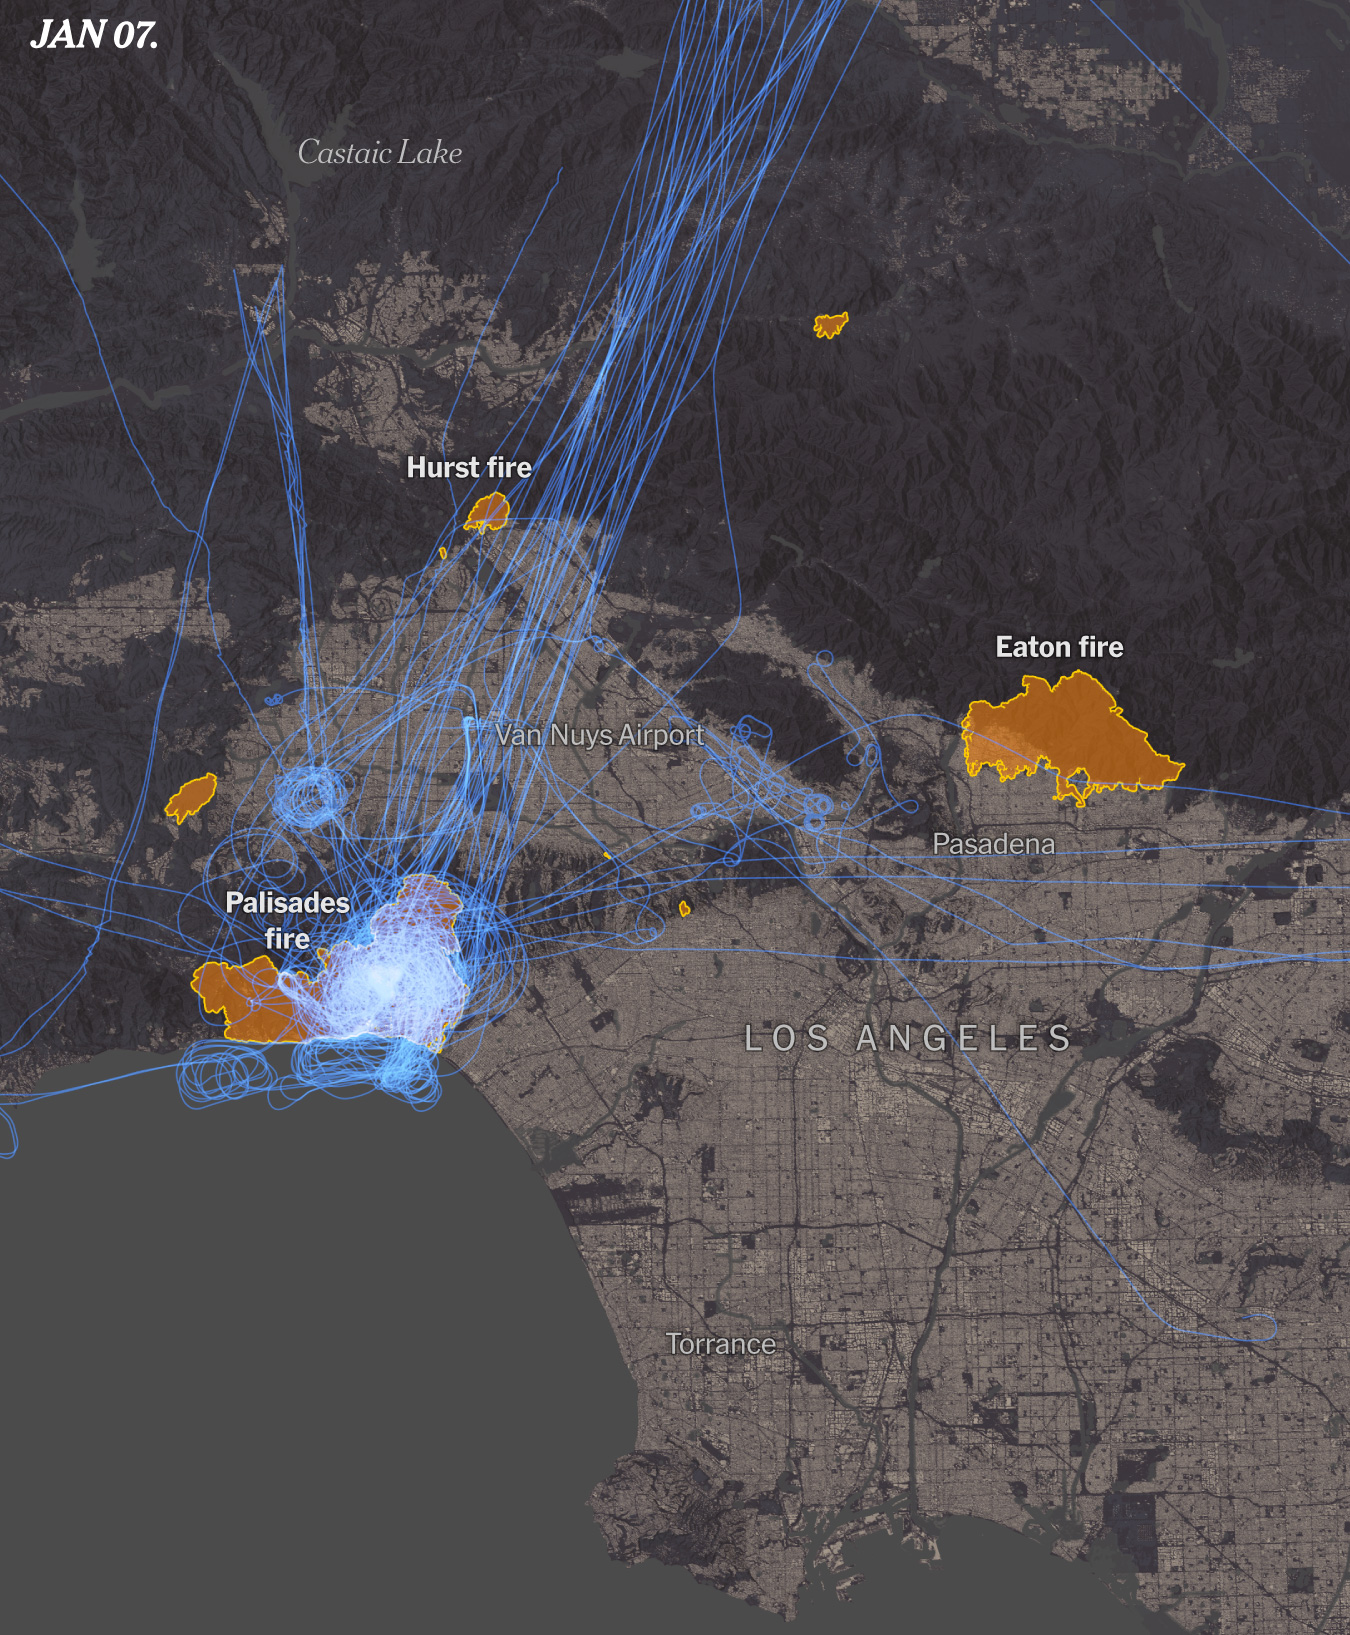 JAN 07.
Castaic Lake
Hurst fire
Eaton fire
Van Nuys Airport
Pasadena
Palisades
fire
LOS ANGELES
Torrance